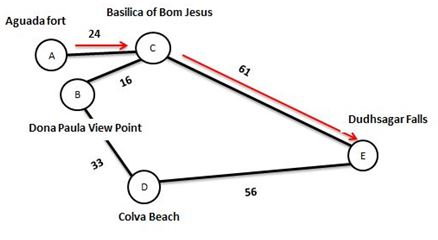 Basilica of Bom Jesus
Aguada fort
24
A
C
61
16
B
Dona Paula View Point
Dudhsagar Falls
E
33
D
56
Colva Beach